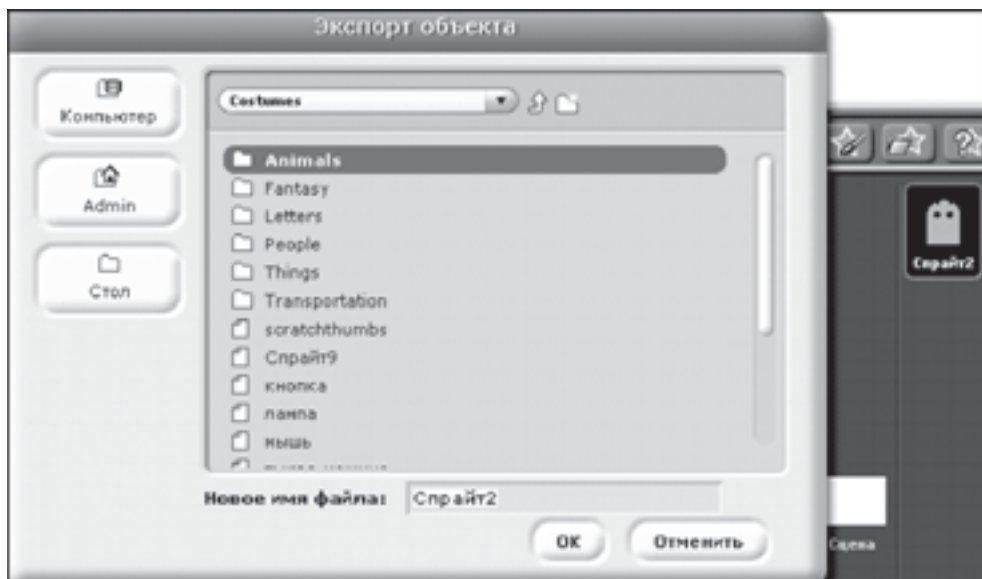 Экспорт объекта
Компьютер
Admin
Стол
Costumes
Animals
Fantasy
Letters
People
Things
Transportation
scratchthumbs
Спрайт9
кнопка
лампа
мышь
Новое имя файла: Спрайт2
OK
Отменить
Спрайт2
Сцена